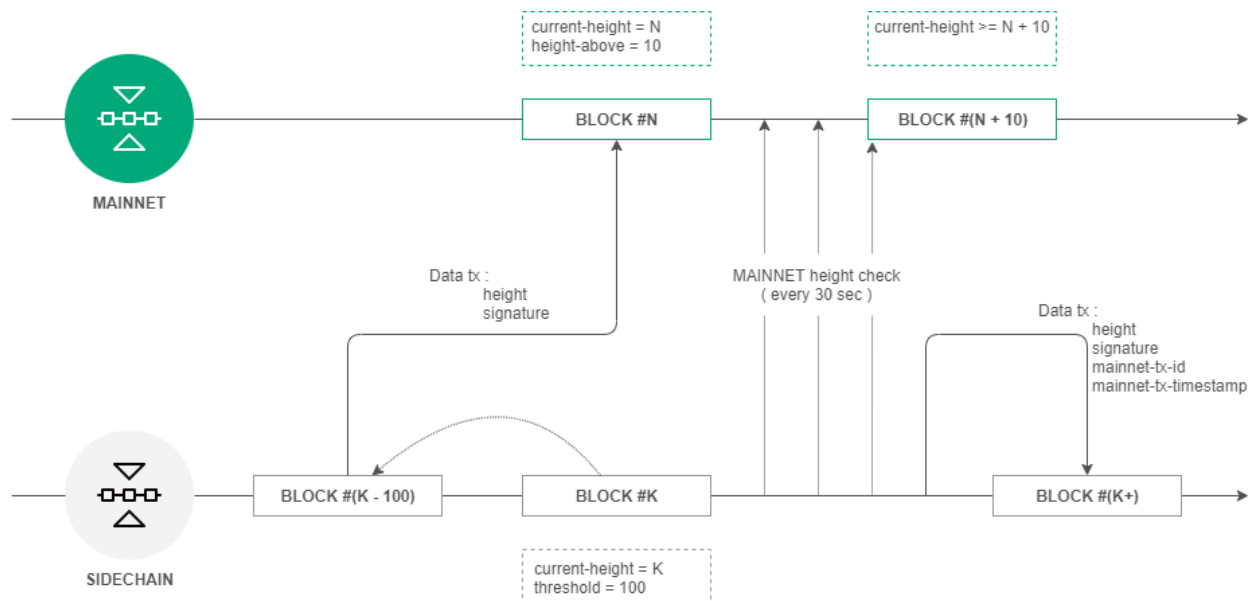 current-height = N
height-above = 10
current-height >= N + 10
BLOCK #N
BLOCK #(N + 10)
MAINNET
Data tx :
height
signature
MAINNET height check
( every 30 sec )
Data tx :
height
signature
mainnet-tx-id
mainnet-tx-timestamp
BLOCK #(K - 100)
BLOCK #K
BLOCK #(K+)
SIDECHAIN
current-height = K
threshold = 100